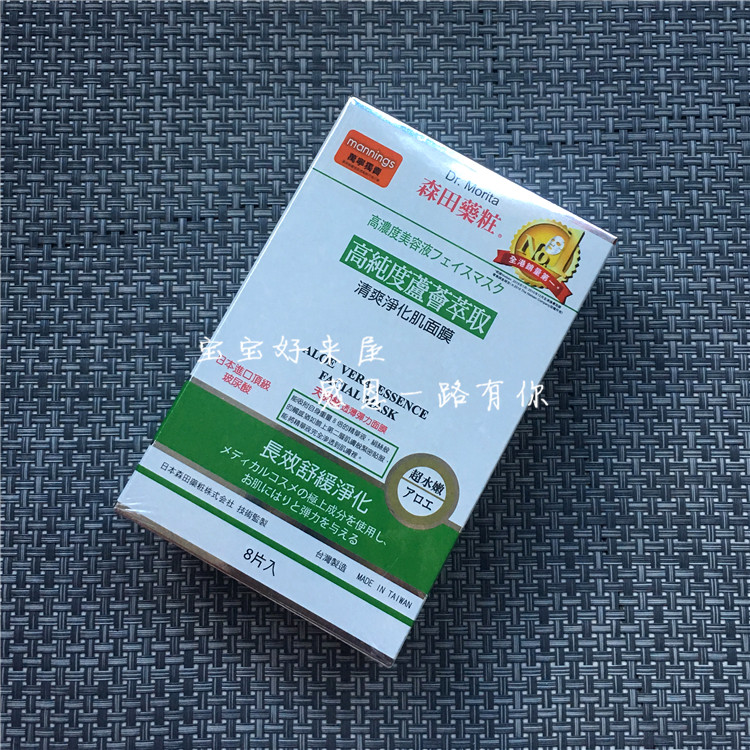 mannings
萬寧獨賣
Dr. Morita
森田藥粧®
No.1
全港銷量第一
高濃度美容液フェイスマスク
高純度蘆薈萃取
清爽淨化肌面膜
宝宝好来屋
ALOE VERA ESSENCE
FACIAL MASK
一路有你
日本進口頂級
玻尿酸
長效舒緩淨化
メディカルコスメの極上成分を使用し、
お肌にはりと弾力を与える
超水嫩
アロエ
日本森田藥粧株式会社 技術監製
8片入
台灣製造 MADE IN TAIWAN